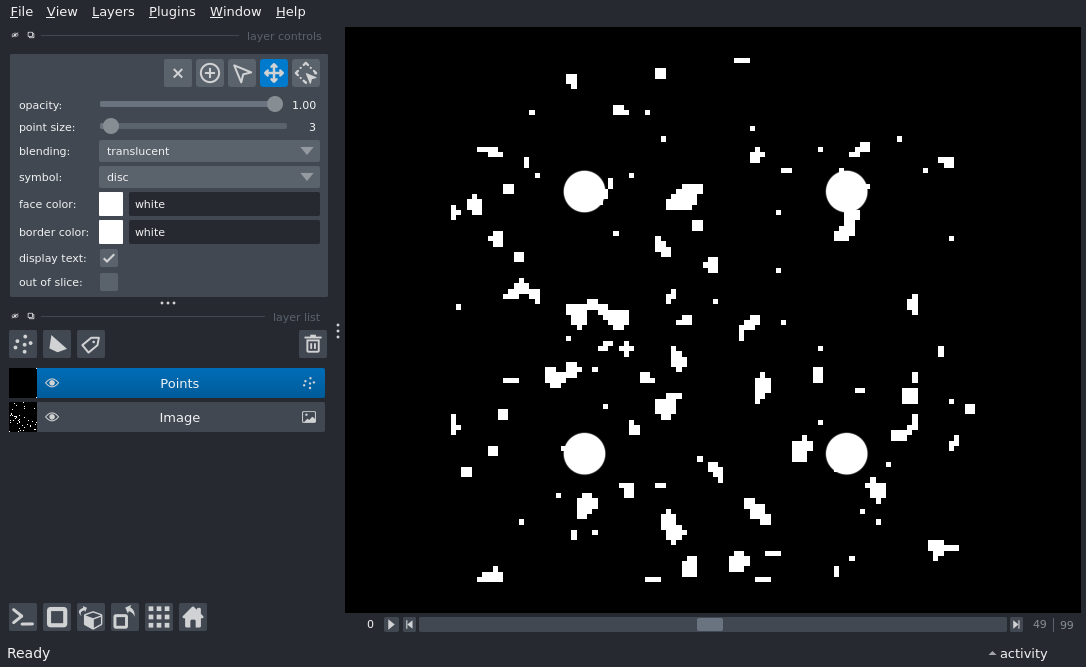 File View Layers Plugins Window Help
layer controls
opacity: 1.00
point size: 3
blending: translucent
symbol: disc
face color: white
border color: white
display text:
out of slice:
layer list
Points
Image
0 49 99
Ready activity